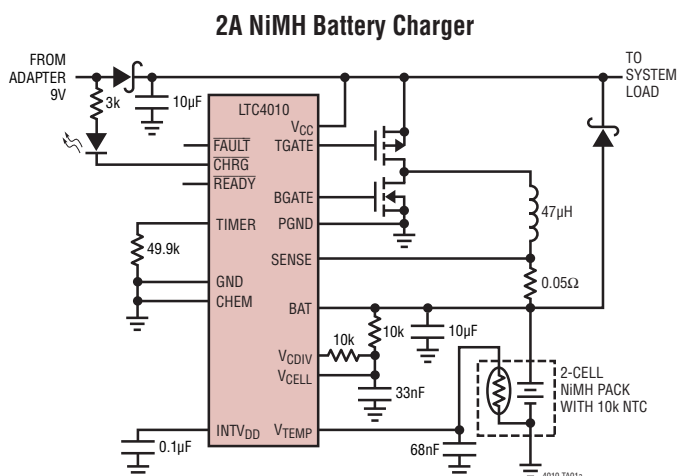 2A NiMH Battery Charger
FROM
ADAPTER
9V
TO
SYSTEM
LOAD
3k
10µF
LTC4010
VCC
FAULT
TGATE
CHRG
READY
BGATE
47µH
TIMER
PGND
49.9k
SENSE
0.05Ω
GND
CHEM
BAT
10k
10k
10µF
VCDIV
VCELL
33nF
2-CELL
NiMH PACK
WITH 10k NTC
INTVDD
VTEMP
0.1µF
68nF
4010 TA01a